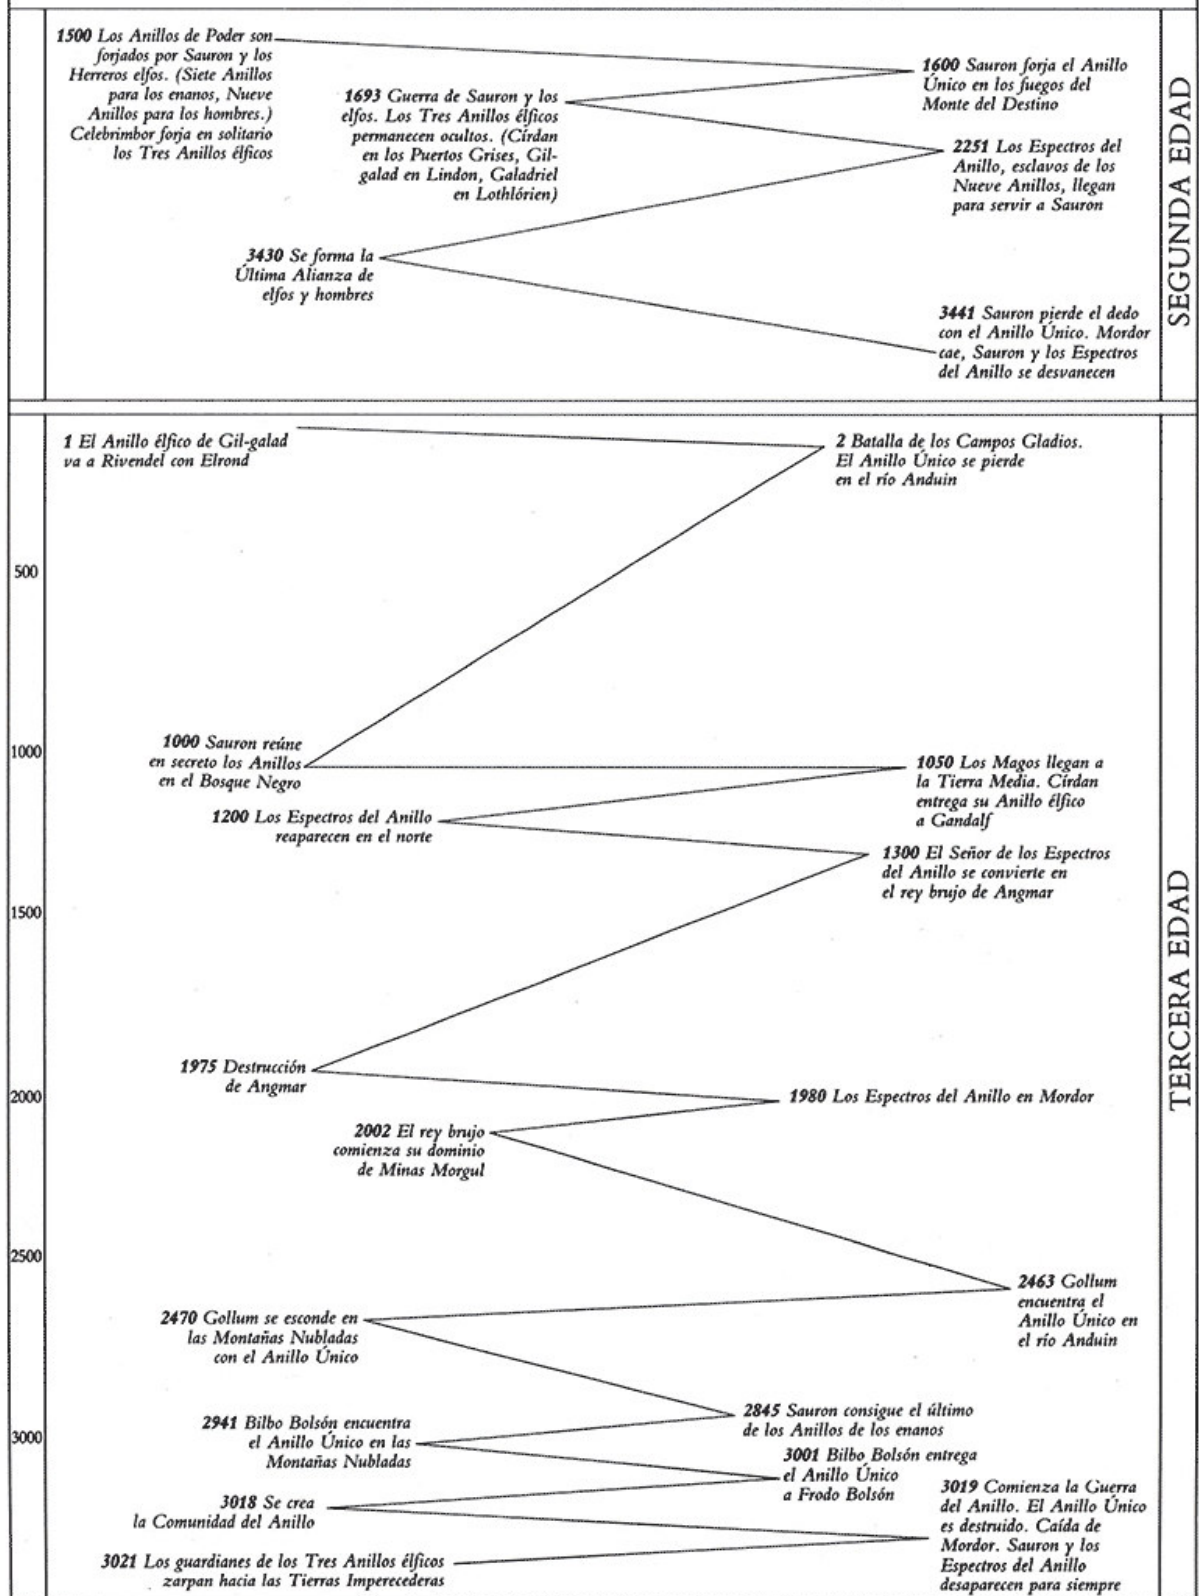 1500 Los Anillos de Poder son
forjados por Sauron y los
Herreros elfos. (Siete Anillos
para los enanos, Nueve
Anillos para los hombres.)
Celebrimbor forja en solitario
los Tres Anillos élficos
1600 Sauron forja el Anillo
Único en los fuegos del
Monte del Destino
1693 Guerra de Sauron y los
elfos. Los Tres Anillos élficos
permanecen ocultos. (Círdan
en los Puertos Grises, Gil-
galad en Lindon, Galadriel
en Lothlórien)
2251 Los Espectros del
Anillo, esclavos de los
Nueve Anillos, llegan
para servir a Sauron
3430 Se forma la
Última Alianza de
elfos y hombres
3441 Sauron pierde el dedo
con el Anillo Único. Mordor
cae, Sauron y los Espectros
del Anillo se desvanecen
SEGUNDA EDAD
1 El Anillo élfico de Gil-galad
va a Rivendel con Elrond
2 Batalla de los Campos Gladios.
El Anillo Único se pierde
en el río Anduin
500
1000
1000 Sauron reúne
en secreto los Anillos
en el Bosque Negro
1050 Los Magos llegan a
la Tierra Media. Círdan
entrega su Anillo élfico
a Gandalf
1200 Los Espectros del Anillo
reaparecen en el norte
1300 El Señor de los Espectros
del Anillo se convierte en
el rey brujo de Angmar
1500
1975 Destrucción
de Angmar
2000
1980 Los Espectros del Anillo en Mordor
2002 El rey brujo
comienza su dominio
de Minas Morgul
2500
2463 Gollum
encuentra el
Anillo Único en
el río Anduin
2470 Gollum se esconde en
las Montañas Nubladas
con el Anillo Único
2845 Sauron consigue el último
de los Anillos de los enanos
2941 Bilbo Bolsón encuentra
el Anillo Único en las
Montañas Nubladas
3000
3001 Bilbo Bolsón entrega
el Anillo Único
a Frodo Bolsón
3018 Se crea
la Comunidad del Anillo
3019 Comienza la Guerra
del Anillo. El Anillo Único
es destruido. Caída de
Mordor. Sauron y los
Espectros del Anillo
desaparecen para siempre
3021 Los guardianes de los Tres Anillos élficos
zarpan hacia las Tierras Imperecederas
TERCERA EDAD